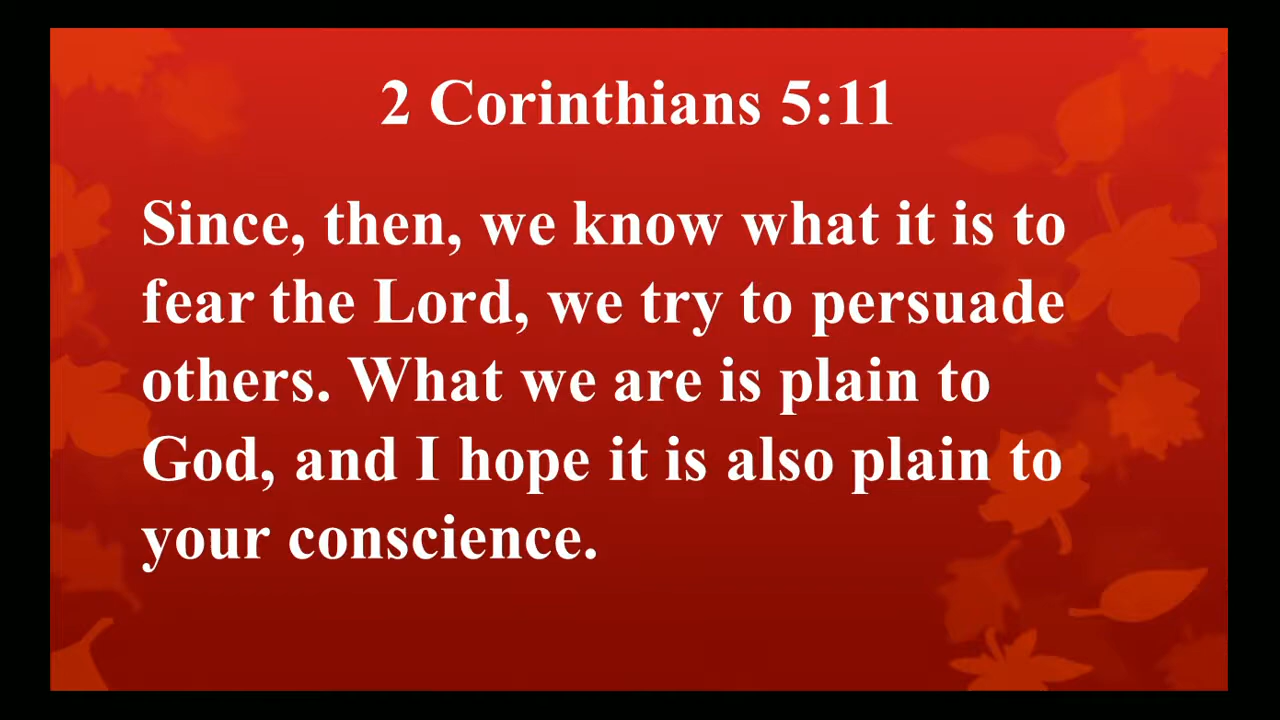 2 Corinthians 5:11
Since, then, we know what it is to
fear the Lord, we try to persuade
others. What we are is plain to
God, and I hope it is also plain to
your conscience.